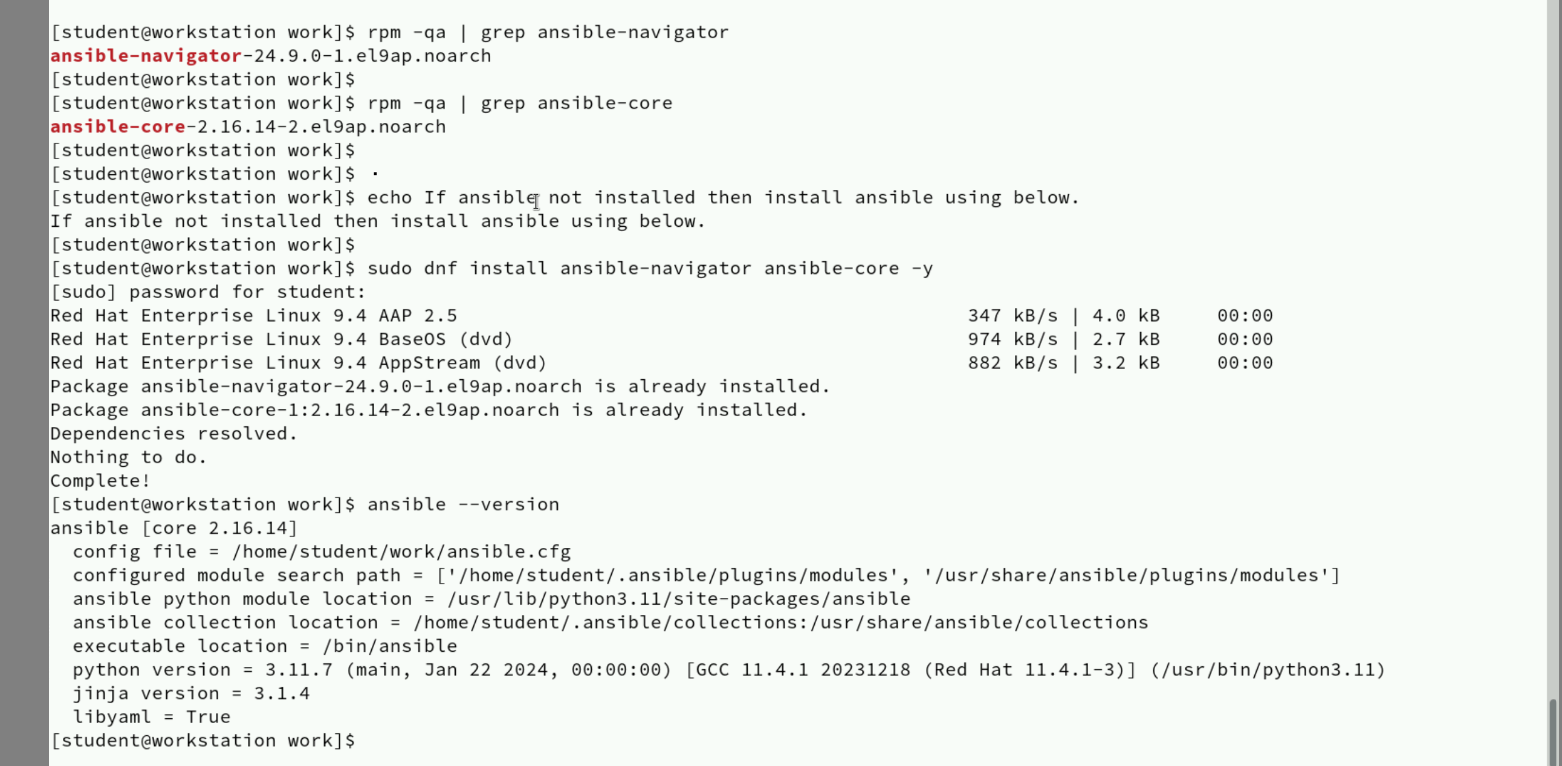 [student@workstation work]$ rpm -qa | grep ansible-navigator
ansible-navigator-24.9.0-1.el9ap.noarch
[student@workstation work]$
[student@workstation work]$ rpm -qa | grep ansible-core
ansible-core-2.16.14-2.el9ap.noarch
[student@workstation work]$
[student@workstation work]$ ·
[student@workstation work]$ echo If ansible not installed then install ansible using below.
If ansible not installed then install ansible using below.
[student@workstation work]$
[student@workstation work]$ sudo dnf install ansible-navigator ansible-core -y
[sudo] password for student:
Red Hat Enterprise Linux 9.4 AAP 2.5 347 kB/s | 4.0 kB 00:00
Red Hat Enterprise Linux 9.4 BaseOS (dvd) 974 kB/s | 2.7 kB 00:00
Red Hat Enterprise Linux 9.4 AppStream (dvd) 882 kB/s | 3.2 kB 00:00
Package ansible-navigator-24.9.0-1.el9ap.noarch is already installed.
Package ansible-core-1:2.16.14-2.el9ap.noarch is already installed.
Dependencies resolved.
Nothing to do.
Complete!
[student@workstation work]$ ansible --version
ansible [core 2.16.14]
  config file = /home/student/work/ansible.cfg
  configured module search path = ['/home/student/.ansible/plugins/modules', '/usr/share/ansible/plugins/modules']
  ansible python module location = /usr/lib/python3.11/site-packages/ansible
  ansible collection location = /home/student/.ansible/collections:/usr/share/ansible/collections
  executable location = /bin/ansible
  python version = 3.11.7 (main, Jan 22 2024, 00:00:00) [GCC 11.4.1 20231218 (Red Hat 11.4.1-3)] (/usr/bin/python3.11)
  jinja version = 3.1.4
  libyaml = True
[student@workstation work]$